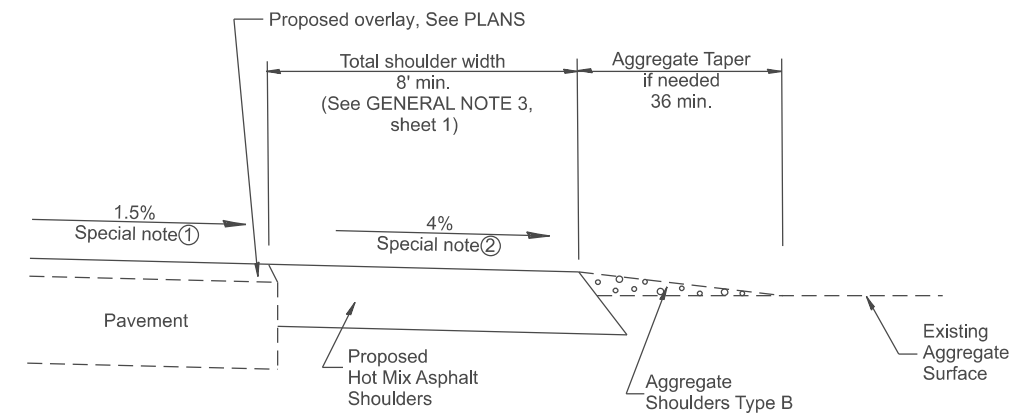 Proposed overlay, See PLANS
Total shoulder width
8' min.
(See GENERAL NOTE 3,
sheet 1)
Aggregate Taper
if needed
36 min.
1.5%
Special note①
4%
Special note②
Pavement
Proposed
Hot Mix Asphalt
Shoulders
Aggregate
Shoulders Type B
Existing
Aggregate
Surface